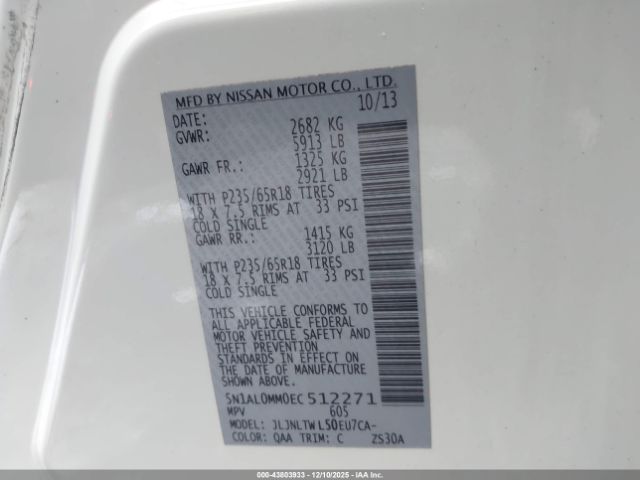 MFD BY NISSAN MOTOR CO., LTD.
DATE: 10/13
GVWR: 2682 KG
5913 LB
GAWR FR.: 1325 KG
2921 LB
WITH P235/65R18 TIRES
18 X 7.5 RIMS AT 33 PSI
COLD SINGLE
GAWR RR.: 1415 KG
3120 LB
WITH P235/65R18 TIRES
18 X 7.5 RIMS AT 33 PSI
COLD SINGLE
THIS VEHICLE CONFORMS TO
ALL APPLICABLE FEDERAL
MOTOR VEHICLE SAFETY AND
THEFT PREVENTION
STANDARDS IN EFFECT ON
THE DATE OF MANUFACTURE
SHOWN ABOVE.
5N1AL0MM0EC512271
MPV 605
MODEL: JLJNLTWL50EU7CA-
COLOR: QAA TRIM: C ZS30A
000-43803933 - 12/10/2025 - IAA Inc.